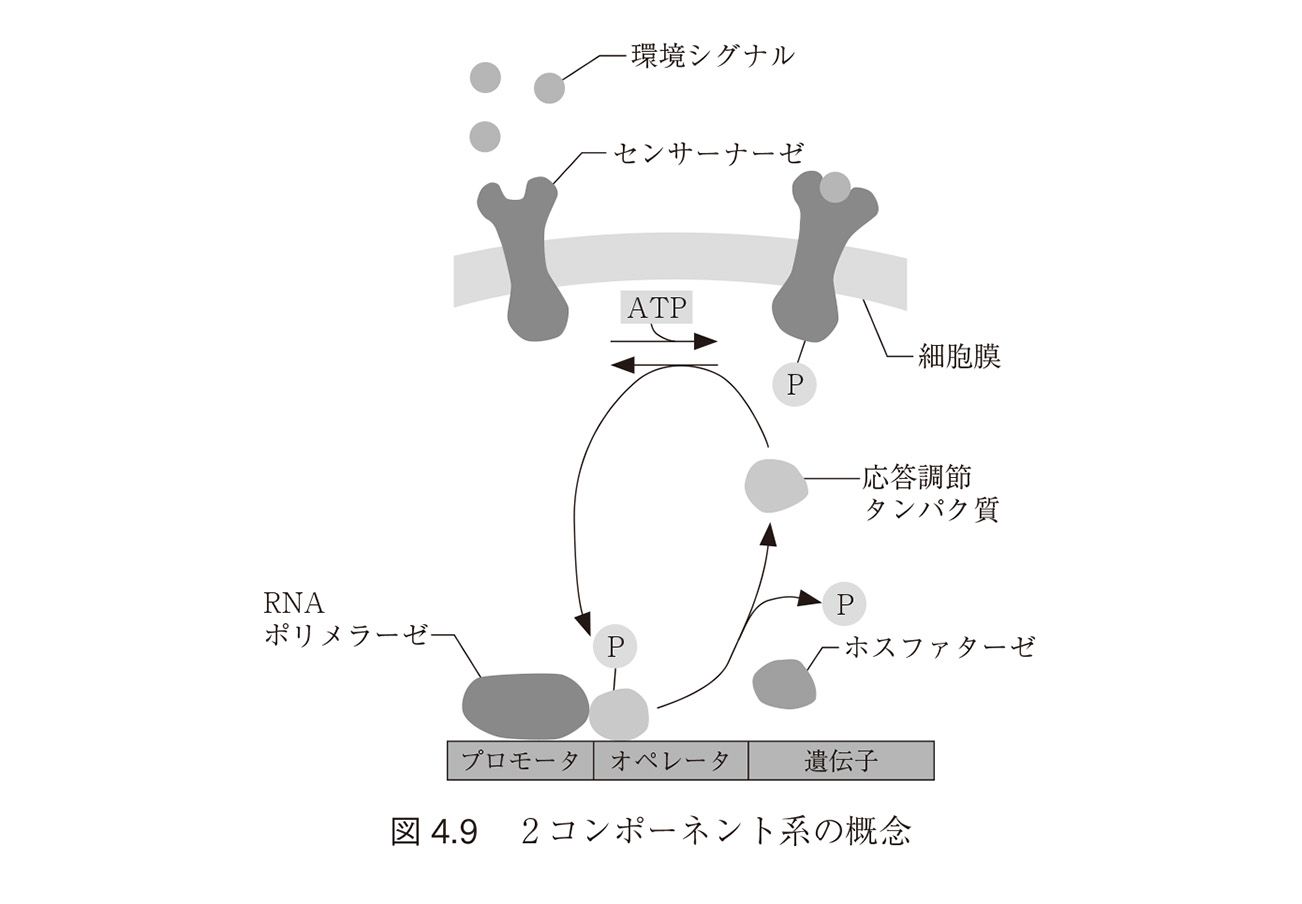 環境シグナル
センサーナーゼ
ATP
細胞膜
P
応答調節
タンパク質
RNA
ポリメラーゼ
P
P
ホスファターゼ
プロモータ
オペレータ
遺伝子
図 4.9 2コンポーネント系の概念